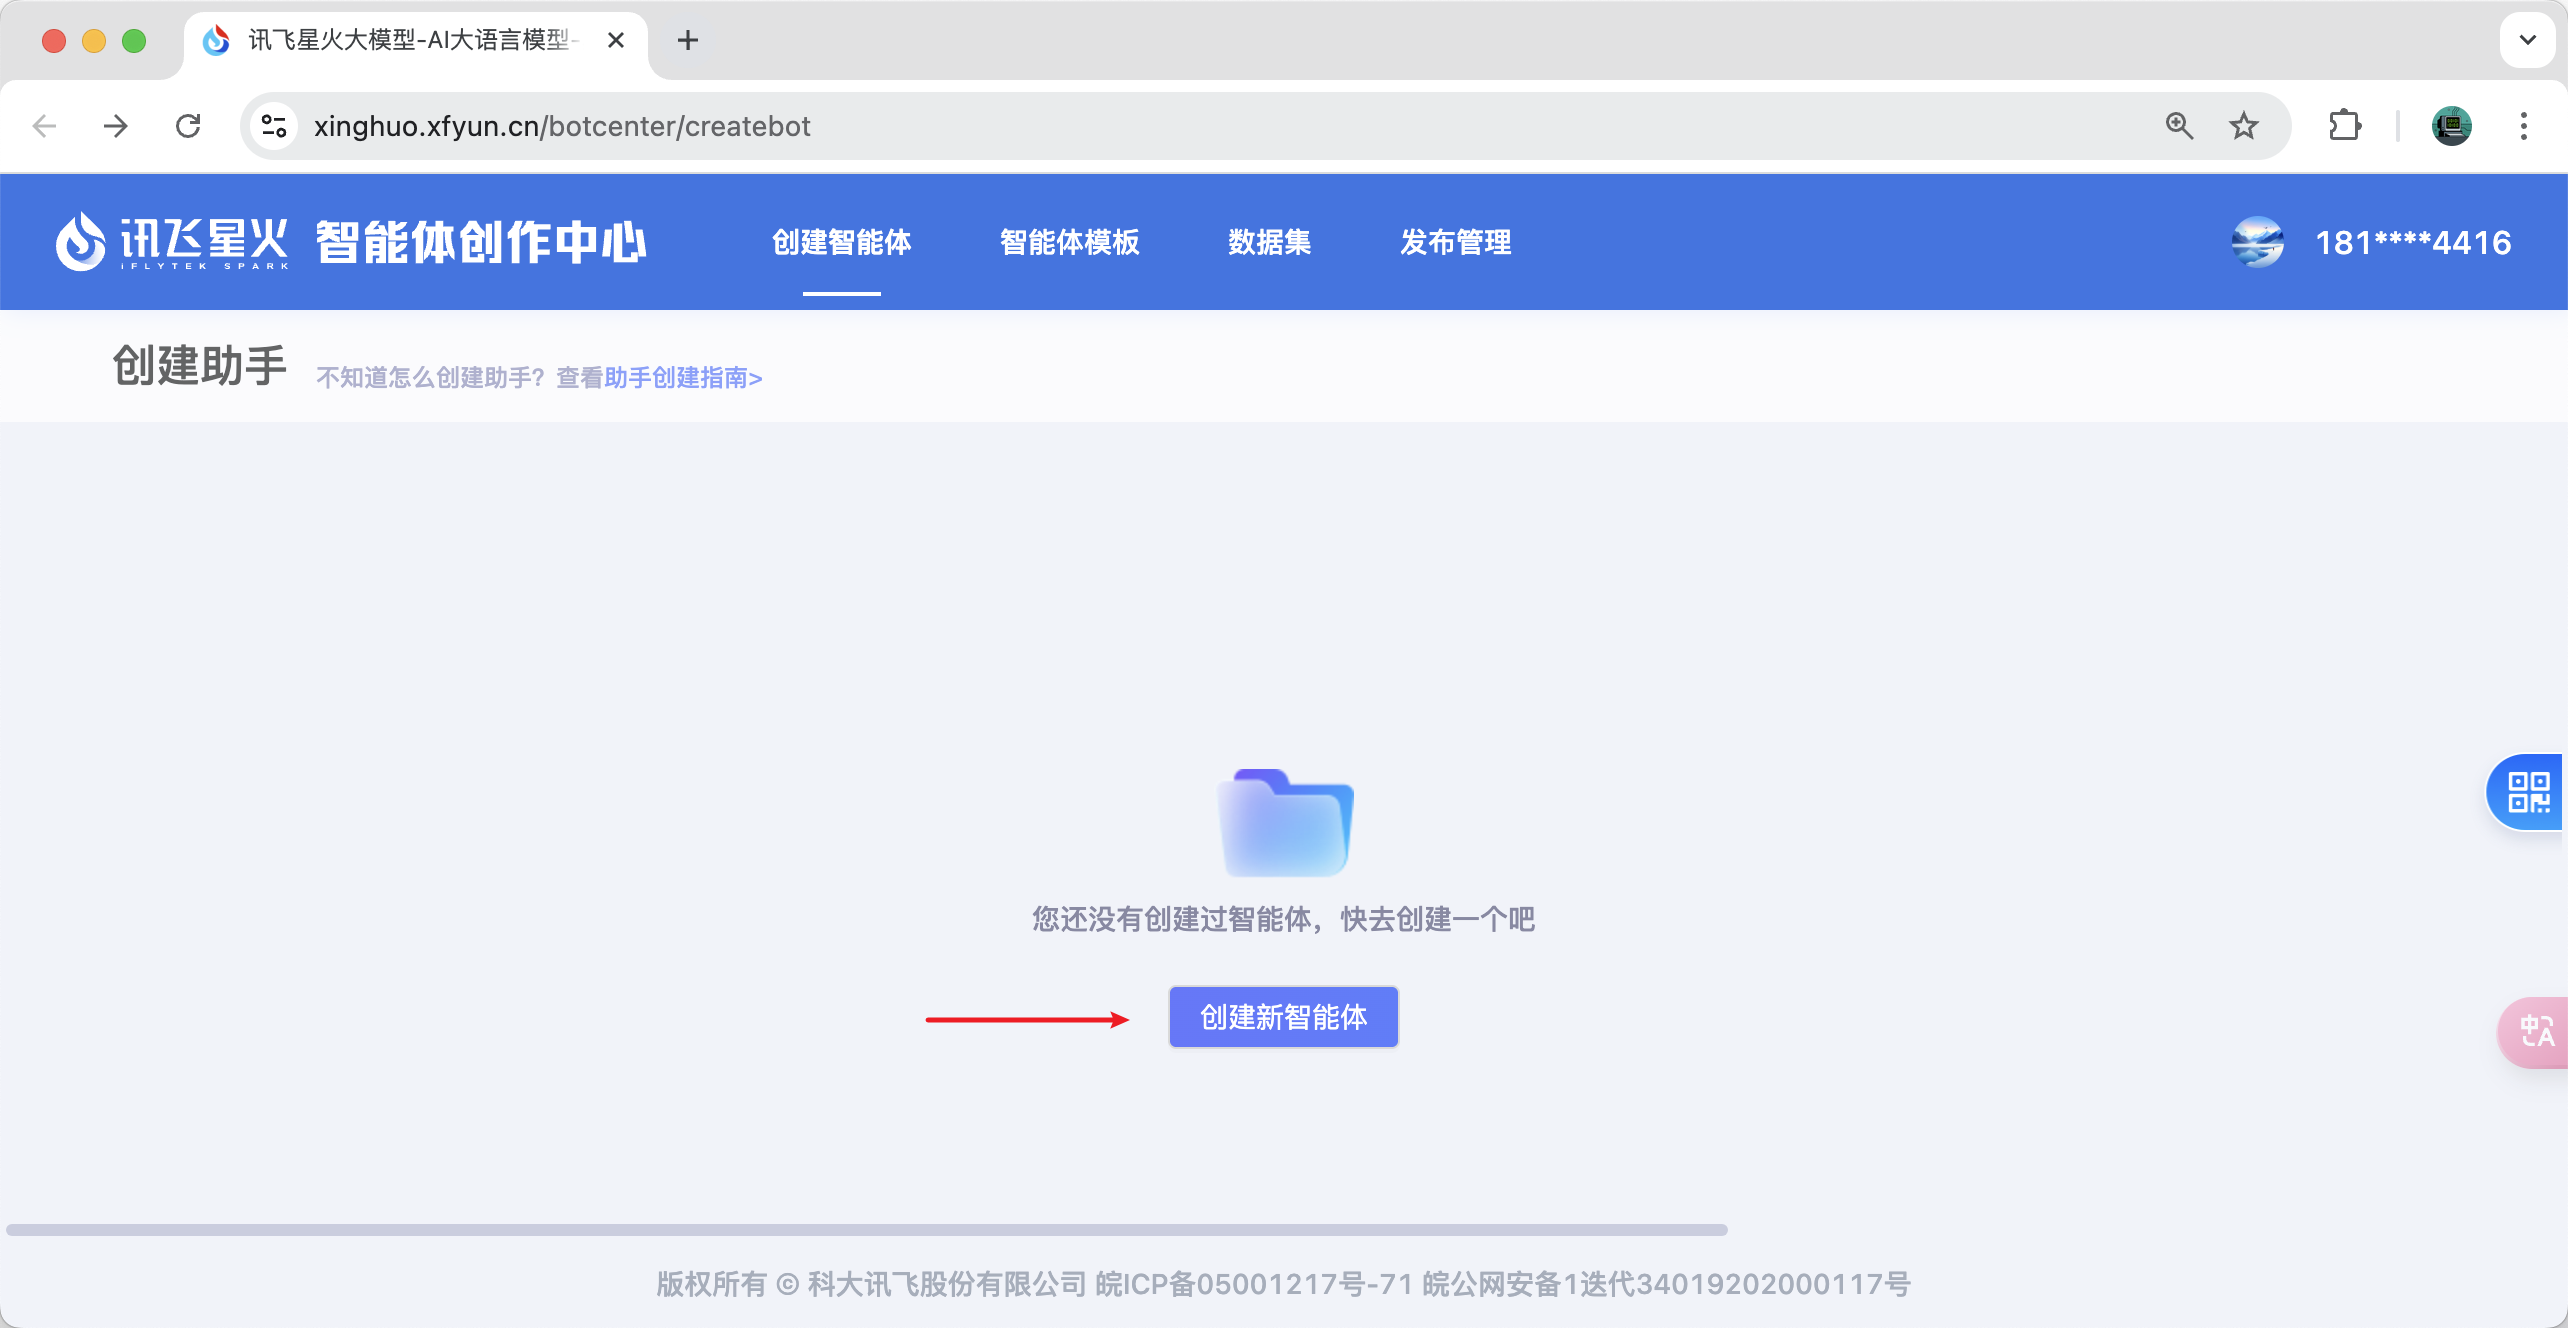 讯飞星火大模型-AI大语言模型-
xinghuo.xfyun.cn/botcenter/createbot
讯飞星火 智能体创作中心 创建智能体 智能体模板 数据集 发布管理 181****4416
iFLYTEK SPARK
创建助手 不知道怎么创建助手？查看助手创建指南>
您还没有创建过智能体，快去创建一个吧
创建新智能体
中A
版权所有 © 科大讯飞股份有限公司 皖ICP备05001217号-71 皖公网安备1迭代34019202000117号